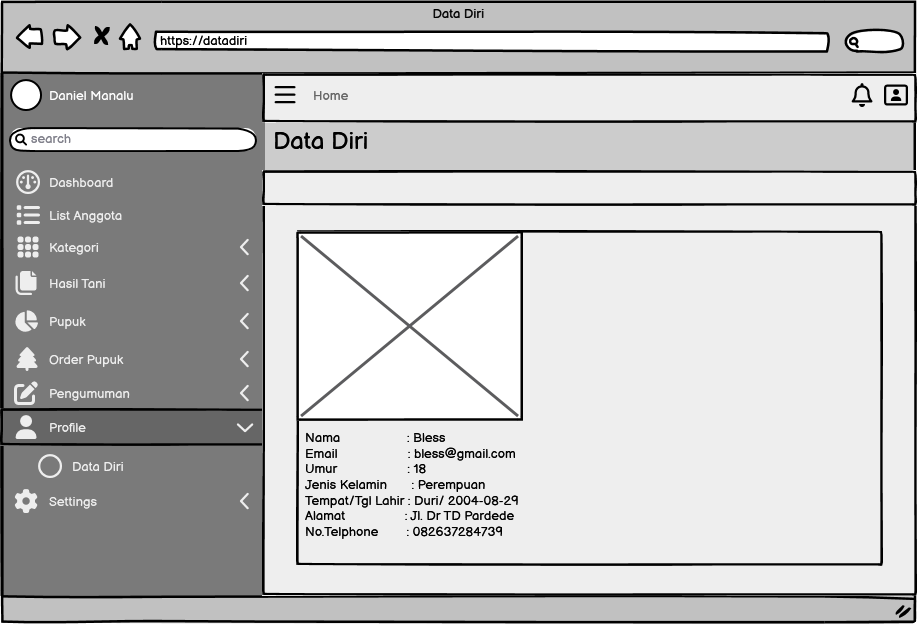 Data Diri
https://datadiri
Daniel Manalu
Home
search
Data Diri
Dashboard
List Anggota
Kategori
Hasil Tani
Pupuk
Order Pupuk
Pengumuman
Profile
Data Diri
Settings
Nama : Bless
Email : bless@gmail.com
Umur : 18
Jenis Kelamin : Perempuan
Tempat/Tgl Lahir : Duri/ 2004-08-29
Alamat : Jl. Dr TD Pardede
No.Telphone : 082637284739